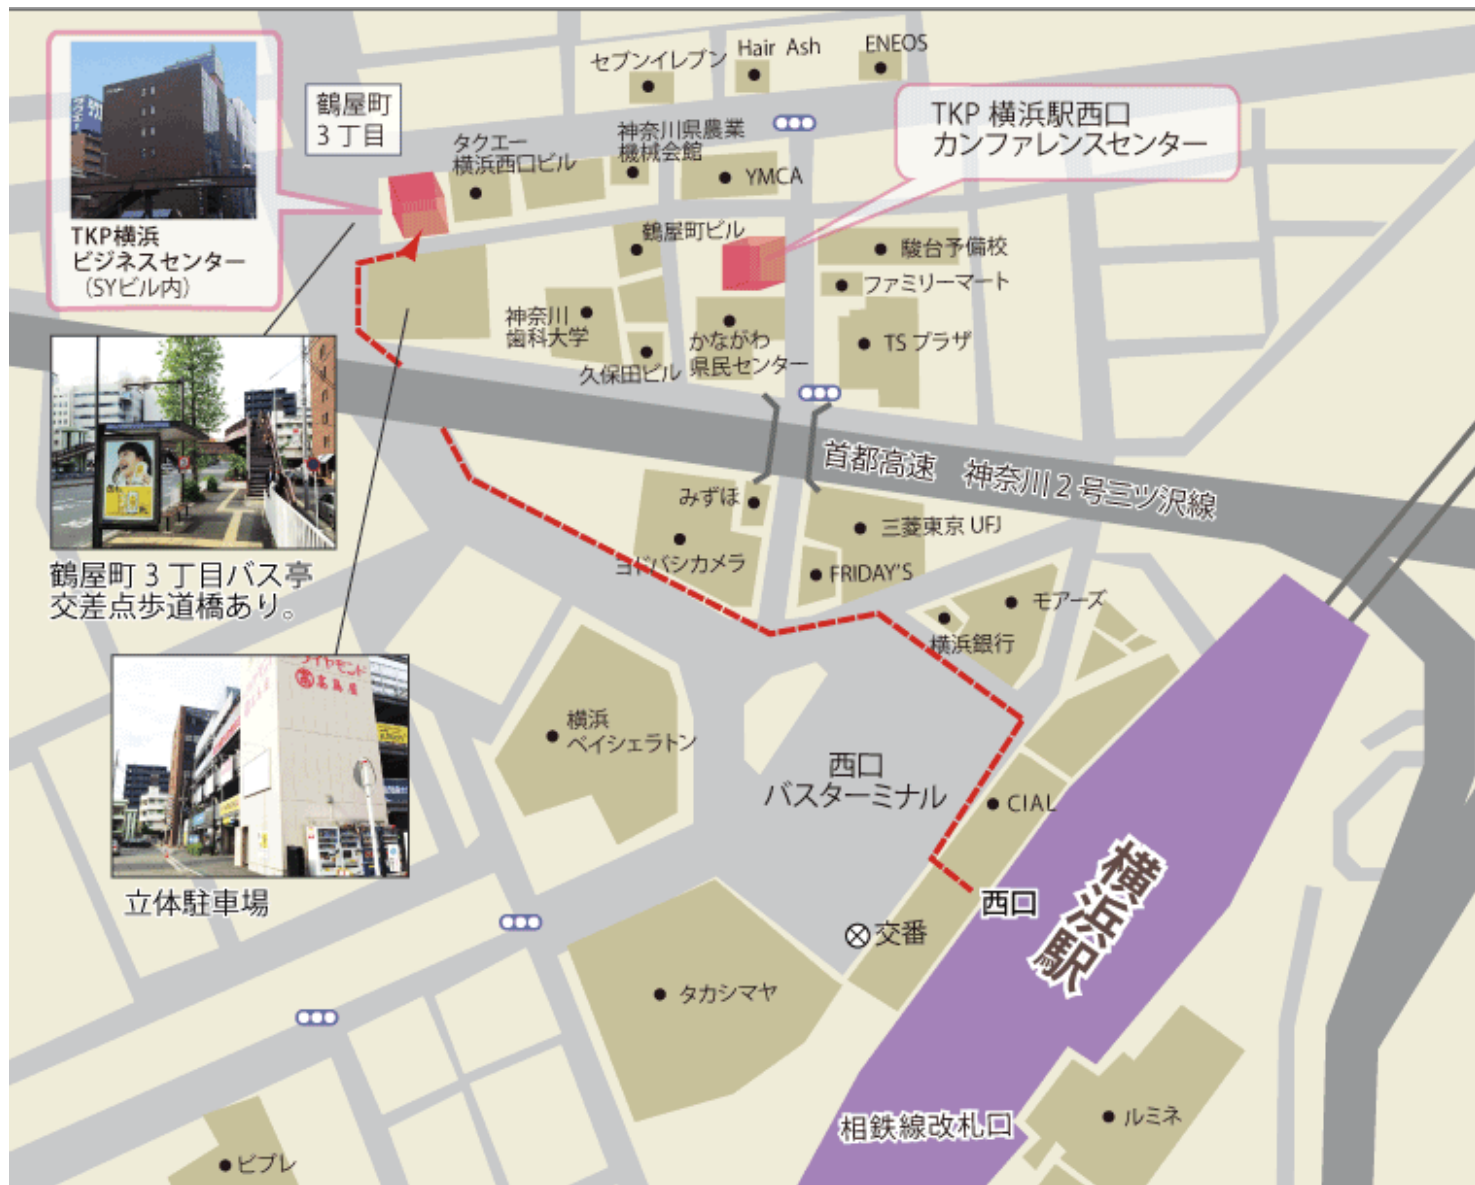 セブンイレブン
Hair Ash
ENEOS
鶴屋町
3丁目
タクエー
横浜西口ビル
神奈川県農業
機械会館
YMCA
TKP 横浜駅西口
カンファレンスセンター
TKP横浜
ビジネスセンター
(SYビル内)
鶴屋町ビル
駿台予備校
ファミリーマート
神奈川
歯科大学
久保田ビル
かながわ
県民センター
TS プラザ
首都高速 神奈川2号三ツ沢線
みずほ
三菱東京 UFJ
ヨドバシカメラ
FRIDAY'S
鶴屋町 3 丁目バス亭
交差点歩道橋あり。
モアーズ
横浜銀行
ダイヤモンド
髙島屋
横浜
ベイシェラトン
西口
バスターミナル
CIAL
横浜駅
立体駐車場
西口
交番
タカシマヤ
相鉄線改札口
ルミネ
ビブレ